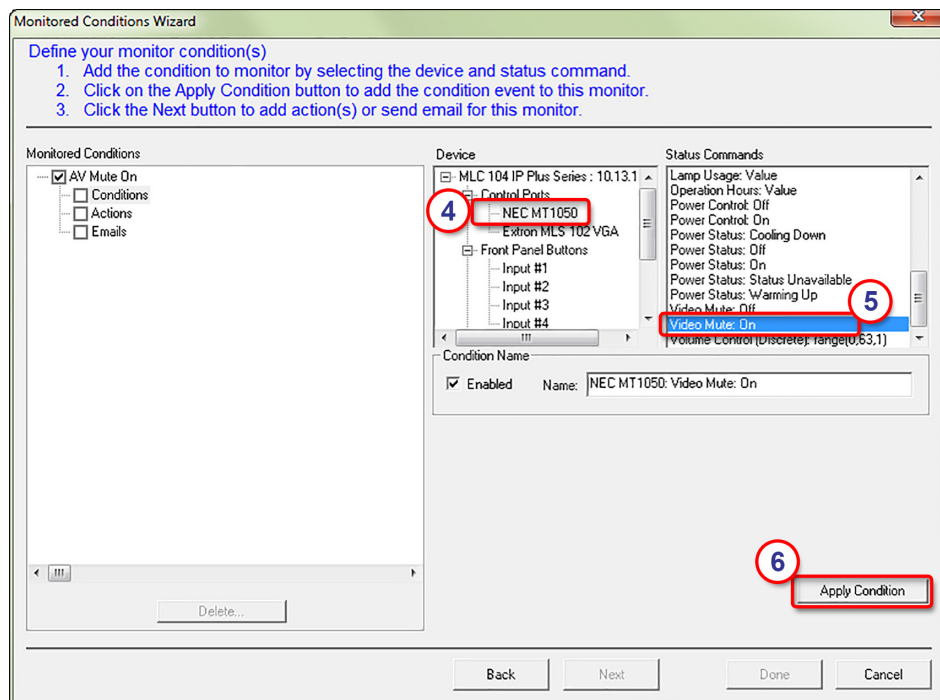 Monitored Conditions Wizard
Define your monitor condition(s)
1. Add the condition to monitor by selecting the device and status command.
2. Click on the Apply Condition button to add the condition event to this monitor.
3. Click the Next button to add action(s) or send email for this monitor.
Monitored Conditions
AV Mute On
Conditions
Actions
Emails
Delete...
Device
MLC 104 IP Plus Series : 10.13.1
Control Ports
4
NEC MT1050
Extron MLS 102 VGA
Front Panel Buttons
Input #1
Input #2
Input #3
Input #4
Status Commands
Lamp Usage: Value
Operation Hours: Value
Power Control: Off
Power Control: On
Power Status: Cooling Down
Power Status: Off
Power Status: On
Power Status: Status Unavailable
Power Status: Warming Up
Video Mute: Off
5
Video Mute: On
Volume Control (Discrete): range(0,63,1)
Condition Name
Enabled
Name: NEC MT1050: Video Mute: On
6
Apply Condition
Back
Next
Done
Cancel